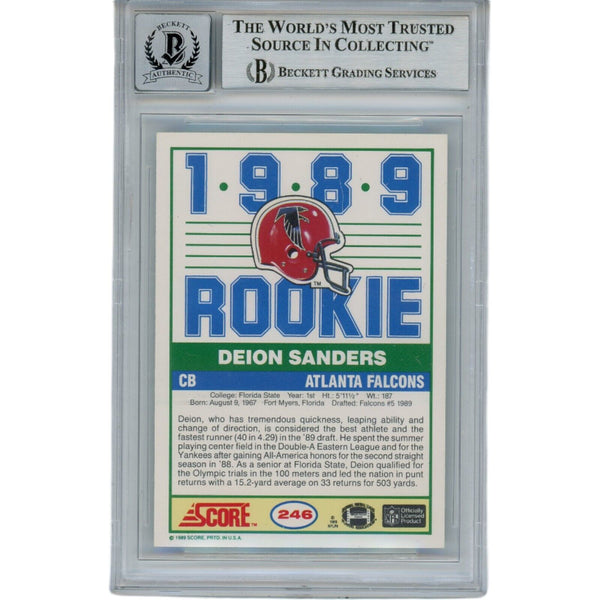 BECKETT
B
AUTHENTIC
THE WORLD'S MOST TRUSTED
SOURCE IN COLLECTING™
B BECKETT GRADING SERVICES
1•9•8•9
TM
ROOKIE
DEION SANDERS
CB ATLANTA FALCONS
College: Florida State Year: 1st Ht.: 5'11½" Wt.: 187
Born: August 9, 1967 Fort Myers, Florida Drafted: Falcons #5 1989
Deion, who has tremendous quickness, leaping ability and
change of direction, is considered the best athlete and the
fastest runner (40 in 4.29) in the '89 draft. He spent the summer
playing center field in the Double-A Eastern League and for the
Yankees after gaining All-America honors for the second straight
season in '88. As a senior at Florida State, Deion qualified for
the Olympic trials in the 100 meters and led the nation in punt
returns with a 15.2-yard average on 33 returns for 503 yards.
SCORE™ 246
Officially
Licensed
Product
© 1989 SCORE, PRTD. IN U.S.A.